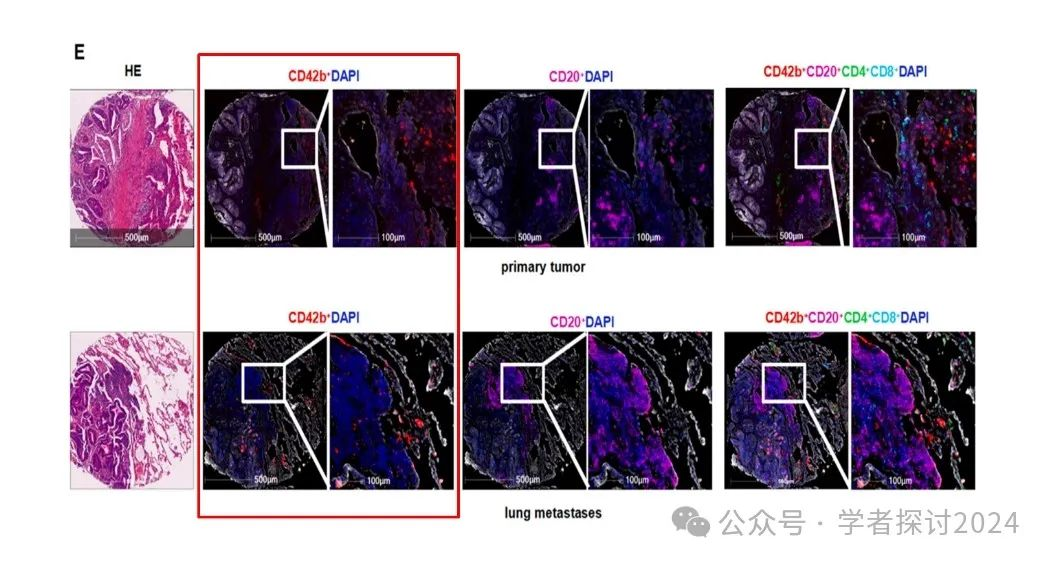 E
HE
CD42b⁺DAPI
CD20⁺DAPI
CD42b⁺CD20⁺CD4⁺CD8⁺DAPI
500μm
500μm
100μm
500μm
100μm
500μm
100μm
primary tumor
CD42b⁺DAPI
CD20⁺DAPI
CD42b⁺CD20⁺CD4⁺CD8⁺DAPI
500μm
100μm
500μm
100μm
100μm
lung metastases
公众号 · 学者探讨2024